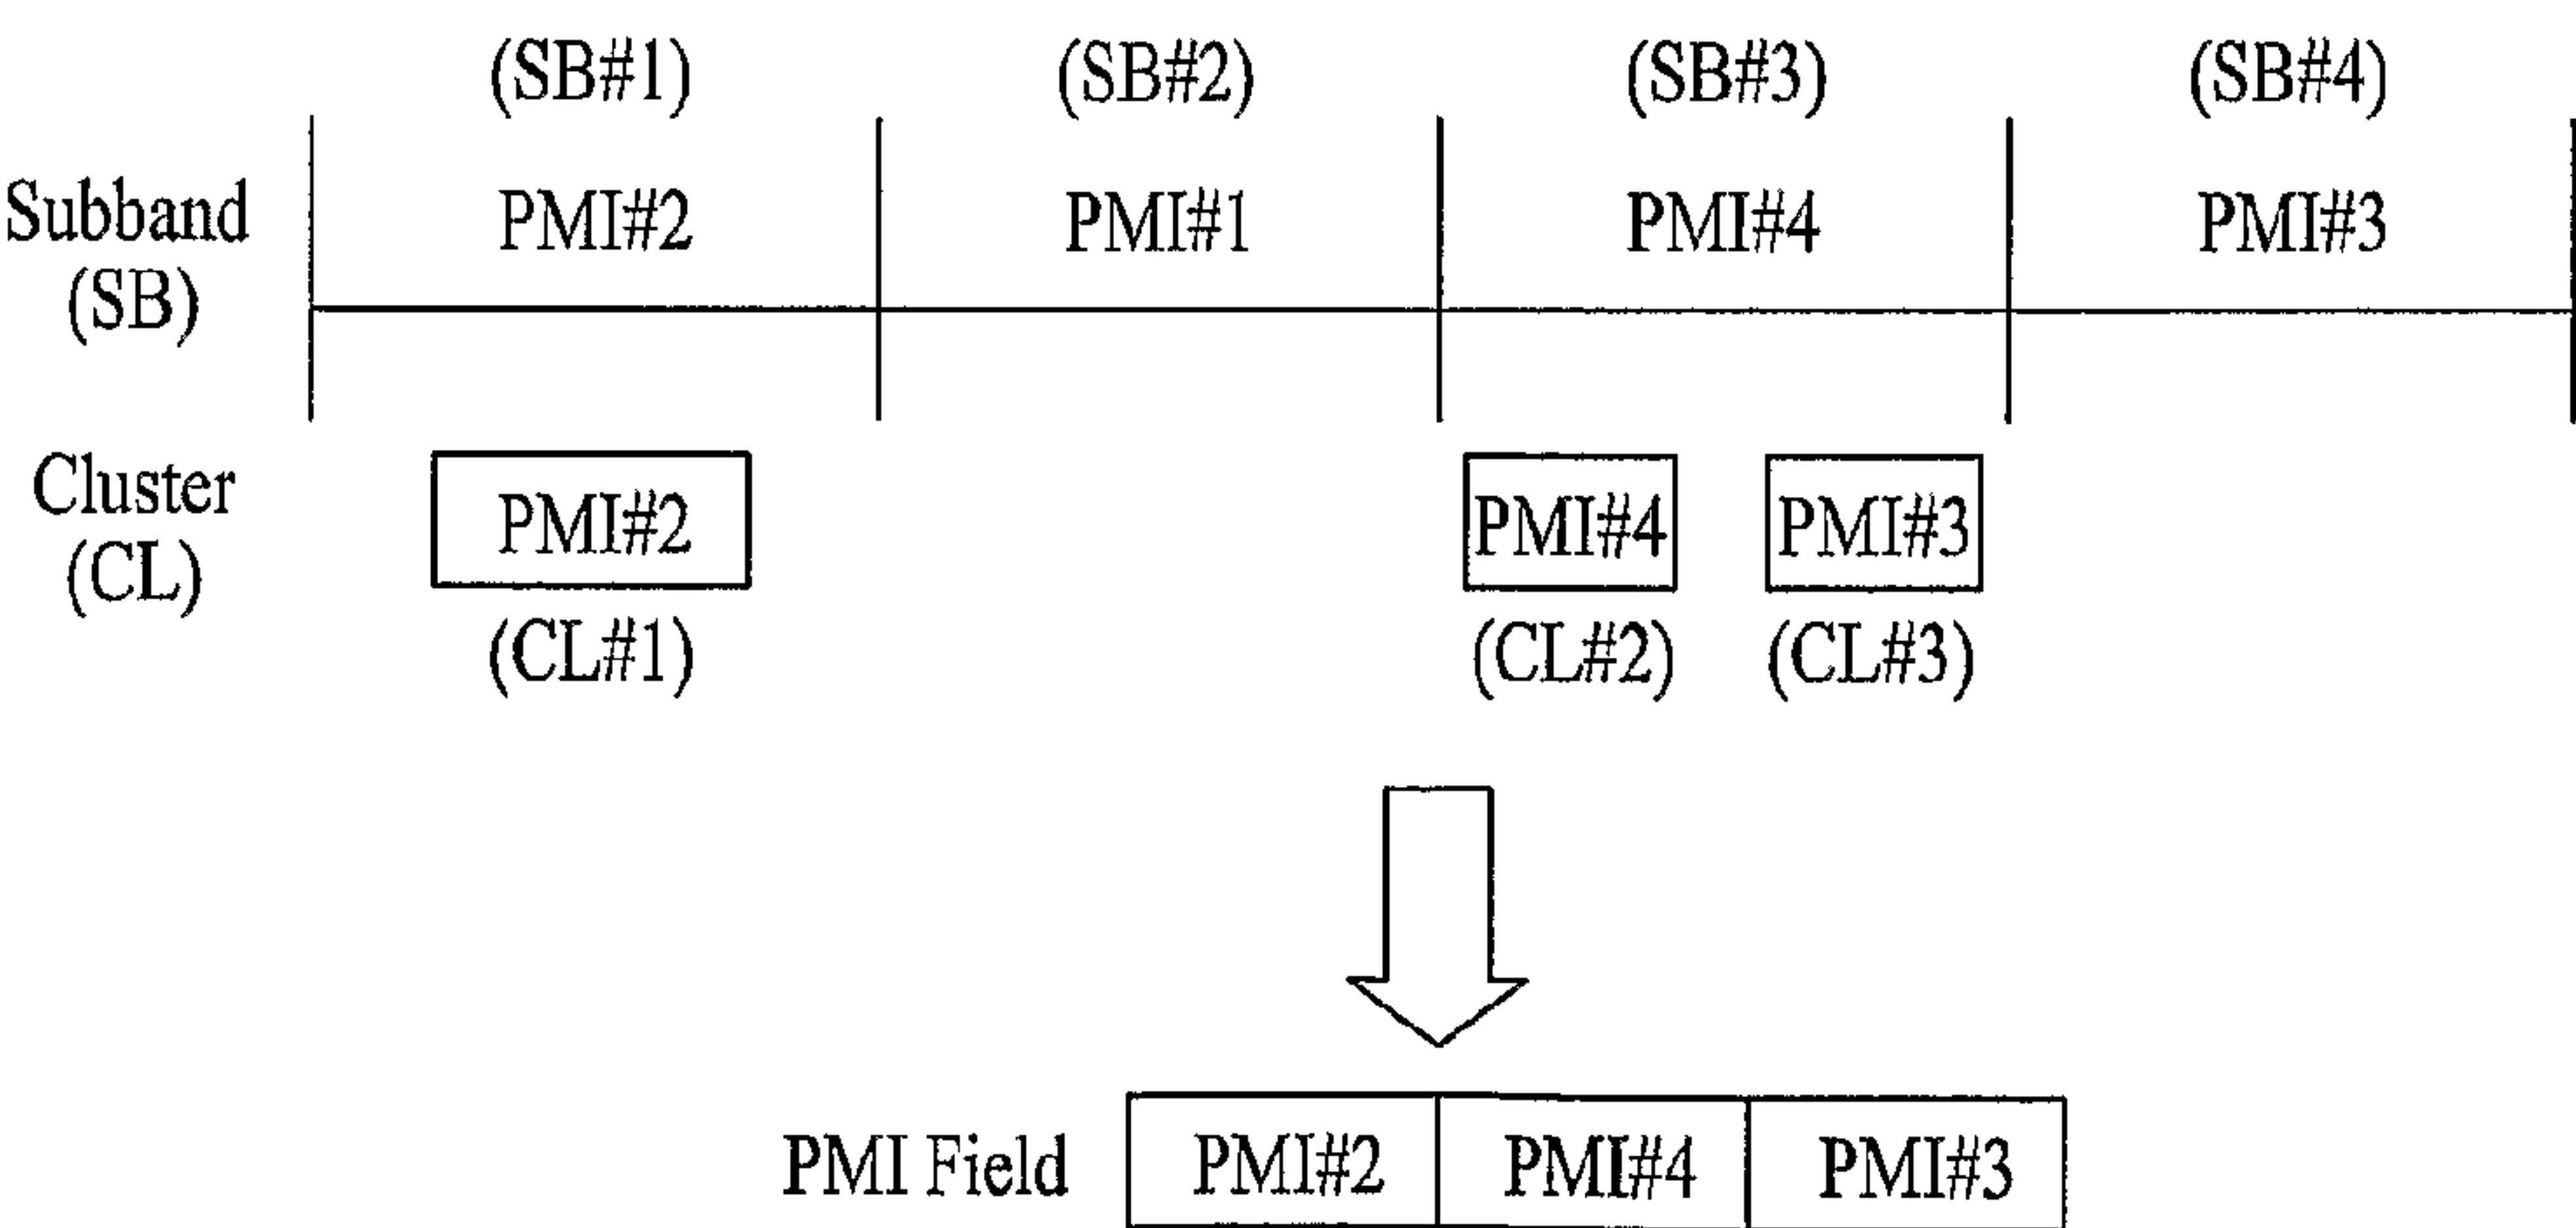 (SB#1) (SB#2) (SB#3) (SB#4)
Subband
(SB)
PMI#2 PMI#1 PMI#4 PMI#3
Cluster
(CL)
PMI#2 PMI#4 PMI#3
(CL#1) (CL#2) (CL#3)
PMI Field PMI#2 PMI#4 PMI#3